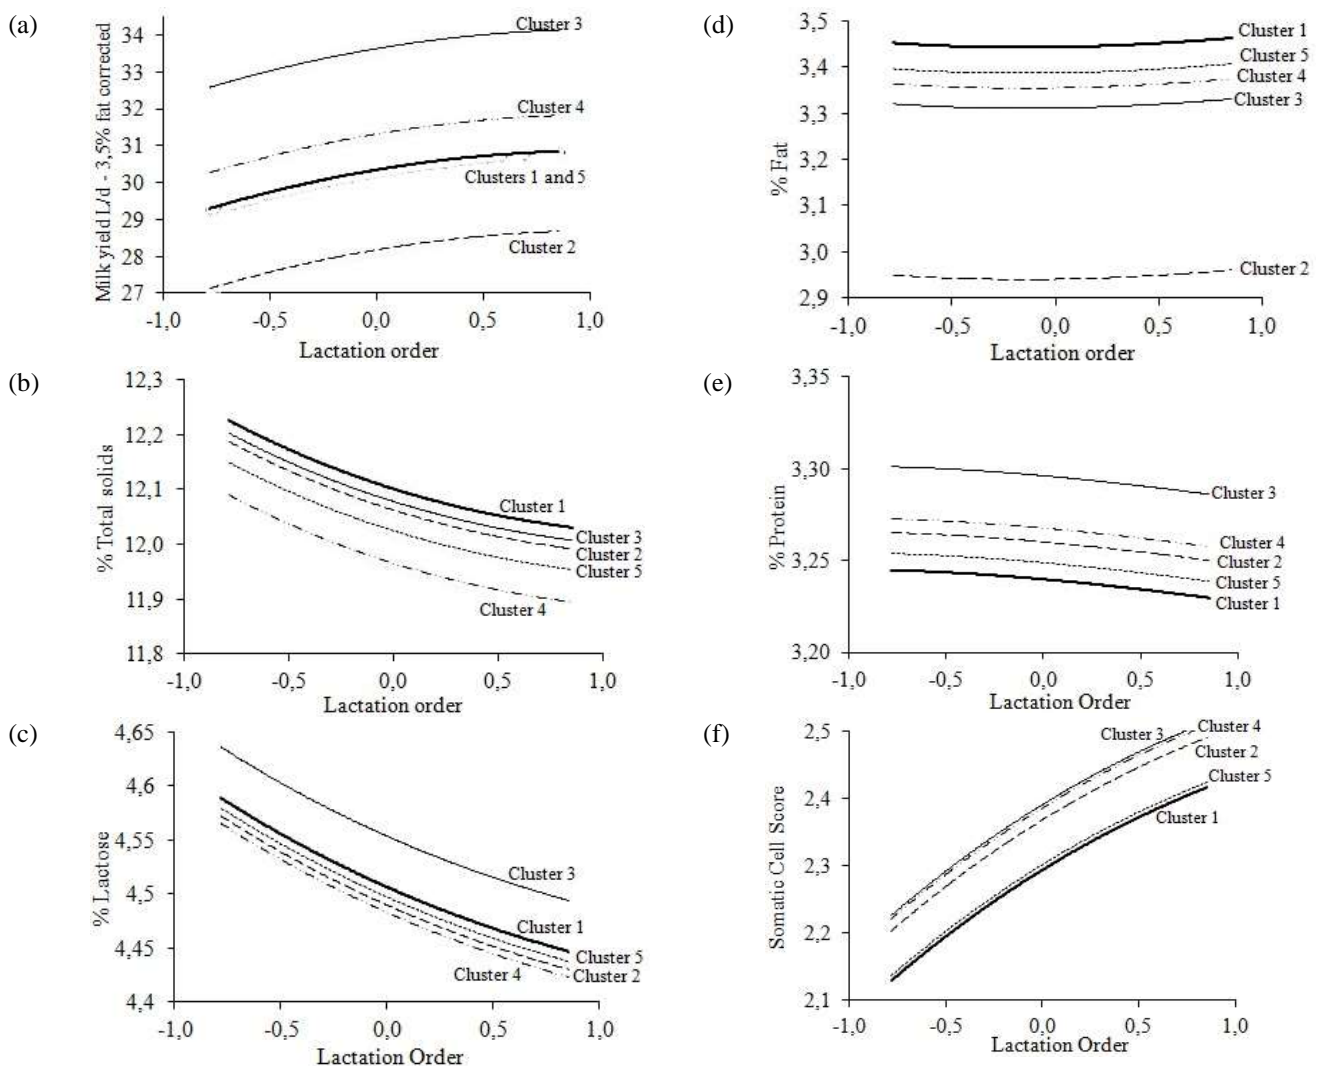 (a)
Milk yield L/d - 3,5% fat corrected
34
33
32
31
30
29
28
27
Cluster 3
Cluster 4
Clusters 1 and 5
Cluster 2
-1,0 -0,5 0,0 0,5 1,0
Lactation order
(d)
% Fat
3,5
3,4
3,3
3,2
3,1
3,0
2,9
Cluster 1
Cluster 5
Cluster 4
Cluster 3
Cluster 2
-1,0 -0,5 0,0 0,5 1,0
Lactation order
(b)
% Total solids
12,3
12,2
12,1
12,0
11,9
11,8
Cluster 1
Cluster 3
Cluster 2
Cluster 5
Cluster 4
-1,0 -0,5 0,0 0,5 1,0
Lactation order
(e)
% Protein
3,35
3,30
3,25
3,20
Cluster 3
Cluster 4
Cluster 2
Cluster 5
Cluster 1
-1,0 -0,5 0,0 0,5 1,0
Lactation Order
(c)
% Lactose
4,65
4,6
4,55
4,5
4,45
4,4
Cluster 3
Cluster 1
Cluster 5
Cluster 4 Cluster 2
-1,0 -0,5 0,0 0,5 1,0
Lactation Order
(f)
Somatic Cell Score
2,5
2,4
2,3
2,2
2,1
Cluster 3 Cluster 4
Cluster 2
Cluster 5
Cluster 1
-1,0 -0,5 0,0 0,5 1,0
Lactation Order